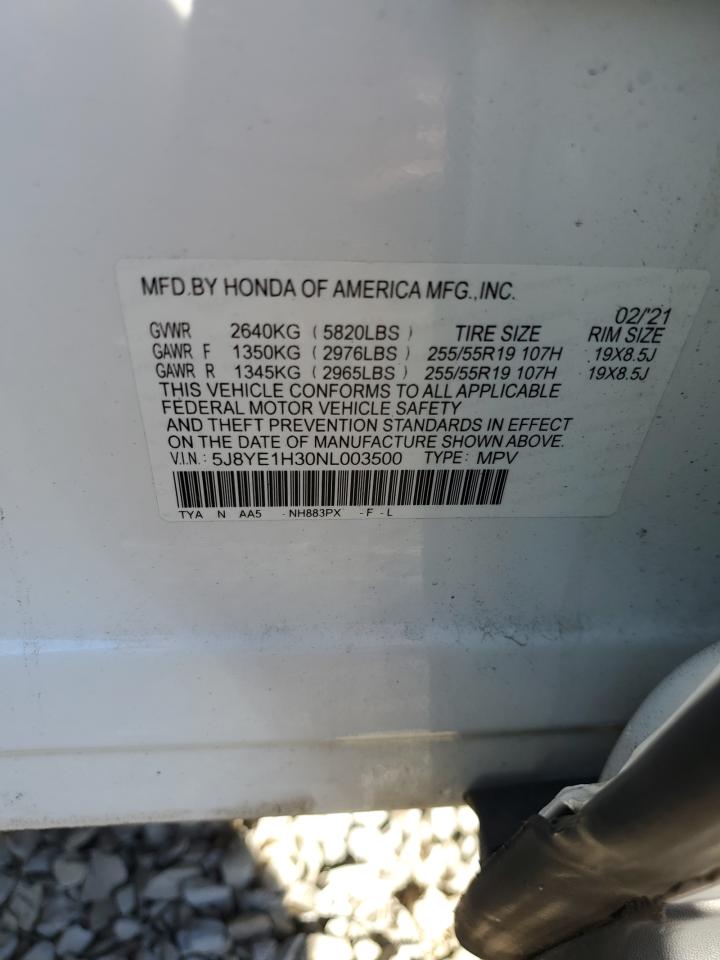 MFD.BY HONDA OF AMERICA MFG.,INC.
02/'21
GVWR 2640KG (5820LBS) TIRE SIZE RIM SIZE
GAWR F 1350KG (2976LBS) 255/55R19 107H 19X8.5J
GAWR R 1345KG (2965LBS) 255/55R19 107H 19X8.5J
THIS VEHICLE CONFORMS TO ALL APPLICABLE
FEDERAL MOTOR VEHICLE SAFETY
AND THEFT PREVENTION STANDARDS IN EFFECT
ON THE DATE OF MANUFACTURE SHOWN ABOVE.
V.I.N.: 5J8YE1H30NL003500 TYPE: MPV
TYA N AA5 -NH883PX -F -L